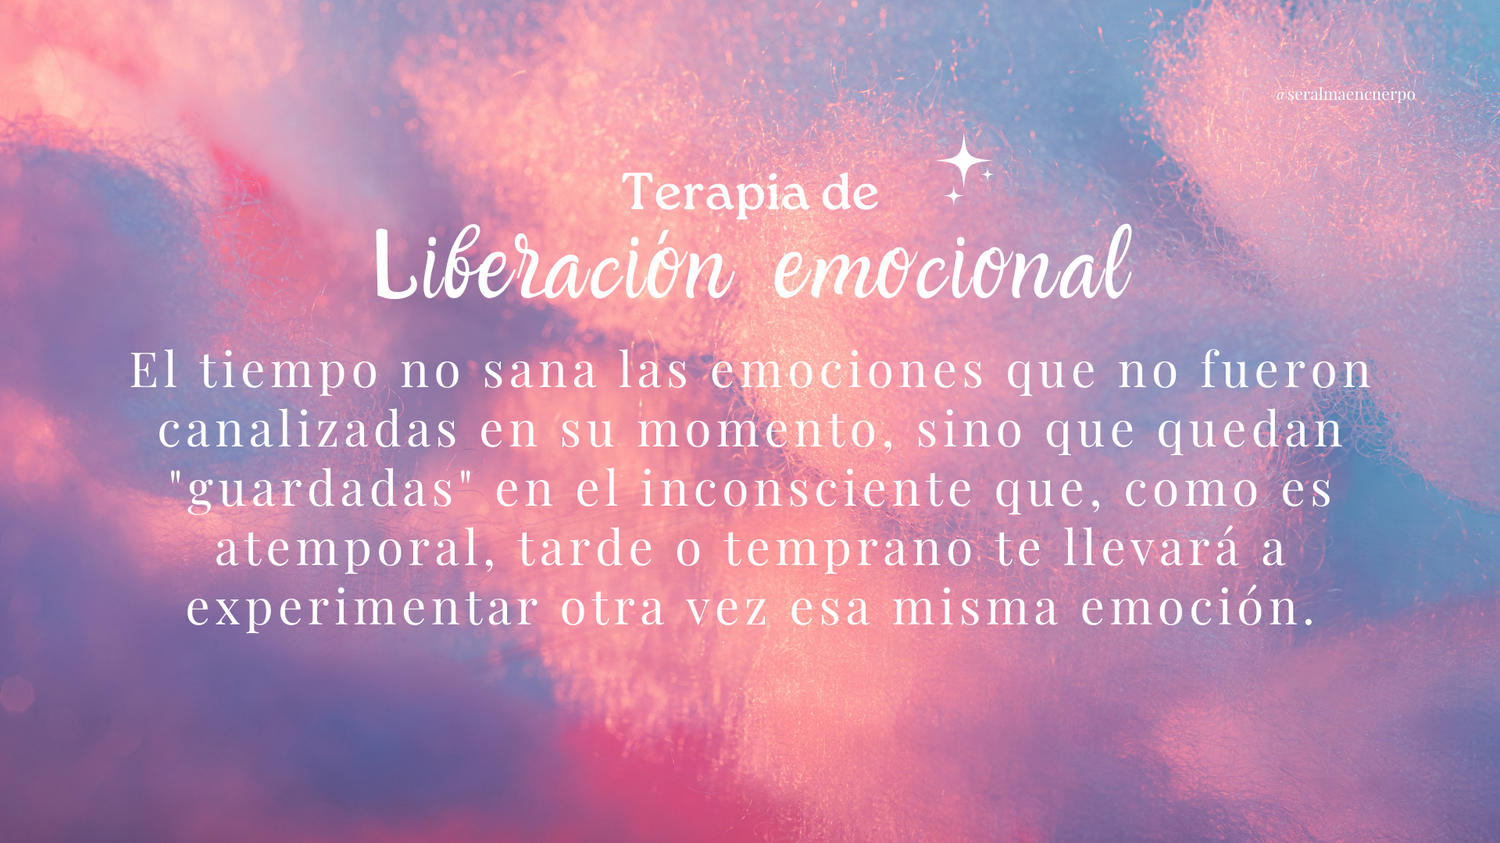 @seralmaencuerpo
Terapia de
Liberación emocional
El tiempo no sana las emociones que no fueron
canalizadas en su momento, sino que quedan
"guardadas" en el inconsciente que, como es
atemporal, tarde o temprano te llevará a
experimentar otra vez esa misma emoción.